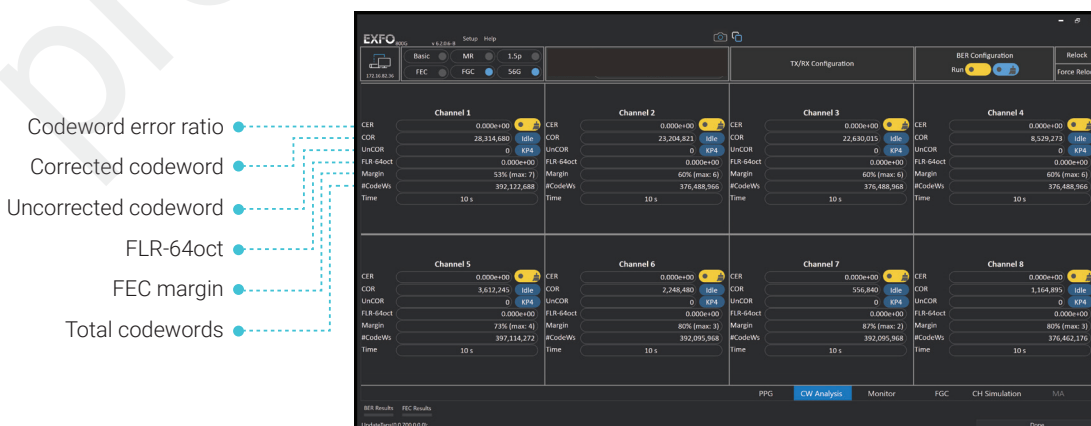 EXFO 800G v 6.2.0.6-9 Setup Help
172.16.82.36
Basic MR 1.5p
FEC FGC 56G
TX/RX Configuration
BER Configuration
Run
Relock
Force Relo
Codeword error ratio
Corrected codeword
Uncorrected codeword
FLR-64oct
FEC margin
Total codewords
Channel 1
CER 0.000e+00
COR 28,314,680 Idle
UnCOR 0 KP4
FLR-64oct 0.000e+00
Margin 53% (max: 7)
#CodeWs 392,122,688
Time 10 s
Channel 2
CER 0.000e+00
COR 23,204,821 Idle
UnCOR 0 KP4
FLR-64oct 0.000e+00
Margin 60% (max: 6)
#CodeWs 376,488,966
Time 10 s
Channel 3
CER 0.000e+00
COR 22,630,015 Idle
UnCOR 0 KP4
FLR-64oct 0.000e+00
Margin 60% (max: 6)
#CodeWs 376,488,968
Time 10 s
Channel 4
CER 0.000e+00
COR 8,529,273 Idle
UnCOR 0 KP4
FLR-64oct 0.000e+00
Margin 60% (max: 6)
#CodeWs 376,488,966
Time 10 s
Channel 5
CER 0.000e+00
COR 3,612,245 Idle
UnCOR 0 KP4
FLR-64oct 0.000e+00
Margin 73% (max: 4)
#CodeWs 397,114,272
Time 10 s
Channel 6
CER 0.000e+00
COR 2,248,480 Idle
UnCOR 0 KP4
FLR-64oct 0.000e+00
Margin 80% (max: 3)
#CodeWs 392,095,968
Time 10 s
Channel 7
CER 0.000e+00
COR 556,840 Idle
UnCOR 0 KP4
FLR-64oct 0.000e+00
Margin 87% (max: 2)
#CodeWs 392,095,968
Time 10 s
Channel 8
CER 0.000e+00
COR 1,164,895 Idle
UnCOR 0 KP4
FLR-64oct 0.000e+00
Margin 80% (max: 3)
#CodeWs 376,462,176
Time 10 s
PPG CW Analysis Monitor FGC CH Simulation MA
BER Results FEC Results
Done